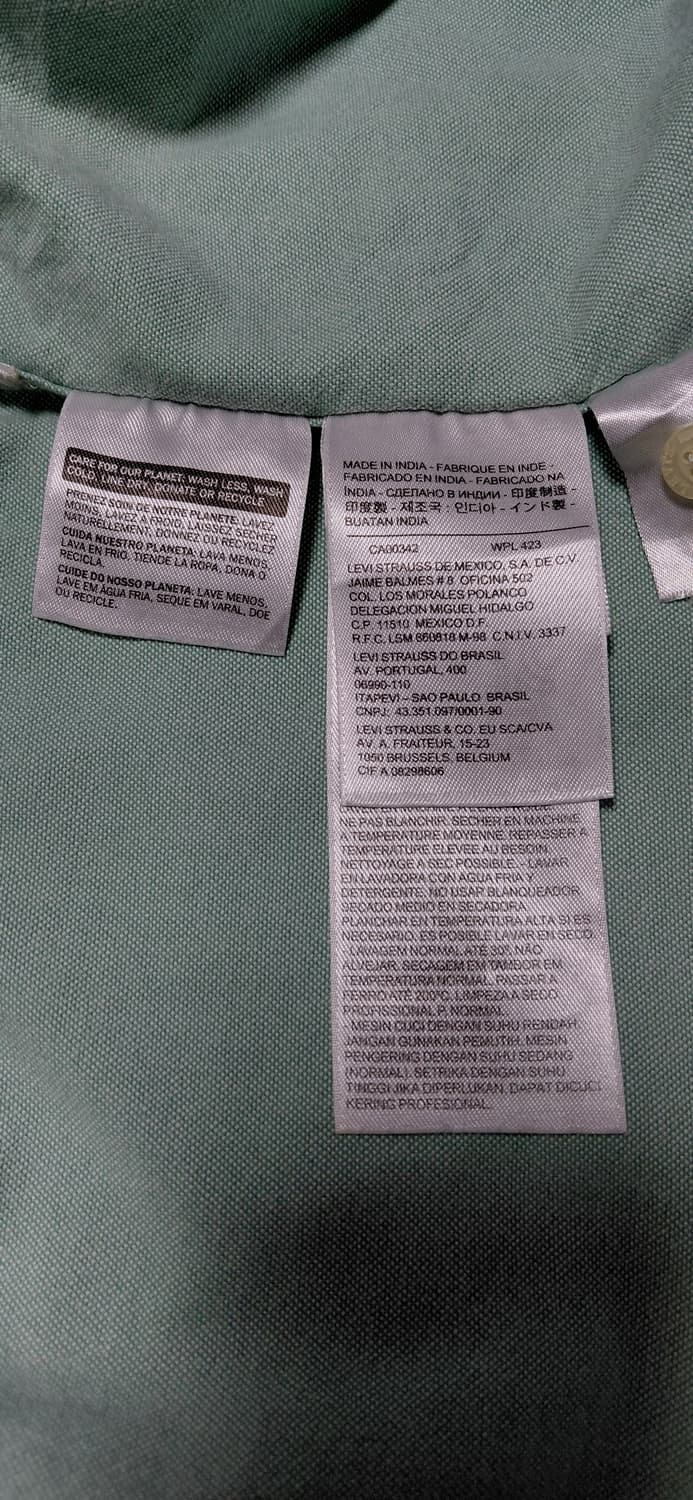 CARE FOR OUR PLANET: WASH LESS, WASH
COLD, LINE DRY, DONATE OR RECYCLE
PRENEZ SOIN DE NOTRE PLANETE: LAVEZ
MOINS, LAVEZ A FROID, LAISSEZ SECHER
NATURELLEMENT, DONNEZ OU RECYCLEZ
CUIDA NUESTRO PLANETA: LAVA MENOS,
LAVA EN FRIO, TIENDE LA ROPA, DONA O
RECICLA.
CUIDE DO NOSSO PLANETA: LAVE MENOS,
LAVE EM AGUA FRIA, SEQUE EM VARAL, DOE
OU RECICLE.
MADE IN INDIA - FABRIQUE EN INDE -
FABRICADO EN INDIA - FABRICADO NA
ÍNDIA - СДЕЛАНО В ИНДИИ - 印度制造 -
印度製 - 제조국 : 인디아 - インド製 -
BUATAN INDIA
CA00342 WPL 423
LEVI STRAUSS DE MEXICO, S.A. DE C.V.
JAIME BALMES # 8 OFICINA 502
COL. LOS MORALES POLANCO
DELEGACION MIGUEL HIDALGO
C.P. 11510 MEXICO D.F.
R.F.C. LSM 660818 M-98 C.N.I.V. 3337
LEVI STRAUSS DO BRASIL
AV. PORTUGAL, 400
06696-110
ITAPEVI – SAO PAULO BRASIL
CNPJ: 43.351.097/0001-90
LEVI STRAUSS & CO. EU SCA/CVA
AV. A. FRAITEUR, 15-23
1050 BRUSSELS, BELGIUM
CIF A 08298606
NE PAS BLANCHIR. SECHER EN MACHINE
A TEMPERATURE MOYENNE. REPASSER A
TEMPERATURE ELEVEE AU BESOIN.
NETTOYAGE A SEC POSSIBLE. - LAVAR
EN LAVADORA CON AGUA FRIA Y
DETERGENTE. NO USAR BLANQUEADOR.
SECADO MEDIO EN SECADORA.
PLANCHAR EN TEMPERATURA ALTA SI ES
NECESARIO. ES POSIBLE LAVAR EN SECO.
- LAVAGEM NORMAL ATÉ 30°. NÃO
ALVEJAR. SECAGEM EM TAMBOR EM
TEMPERATURA NORMAL. PASSAR A
FERRO ATÉ 200°C. LIMPEZA A SECO
PROFISSIONAL P. NORMAL.
- MESIN CUCI DENGAN SUHU RENDAH.
JANGAN GUNAKAN PEMUTIH. MESIN
PENGERING DENGAN SUHU SEDANG
(NORMAL). SETRIKA DENGAN SUHU
TINGGI JIKA DIPERLUKAN. DAPAT DICUCI
KERING PROFESIONAL.